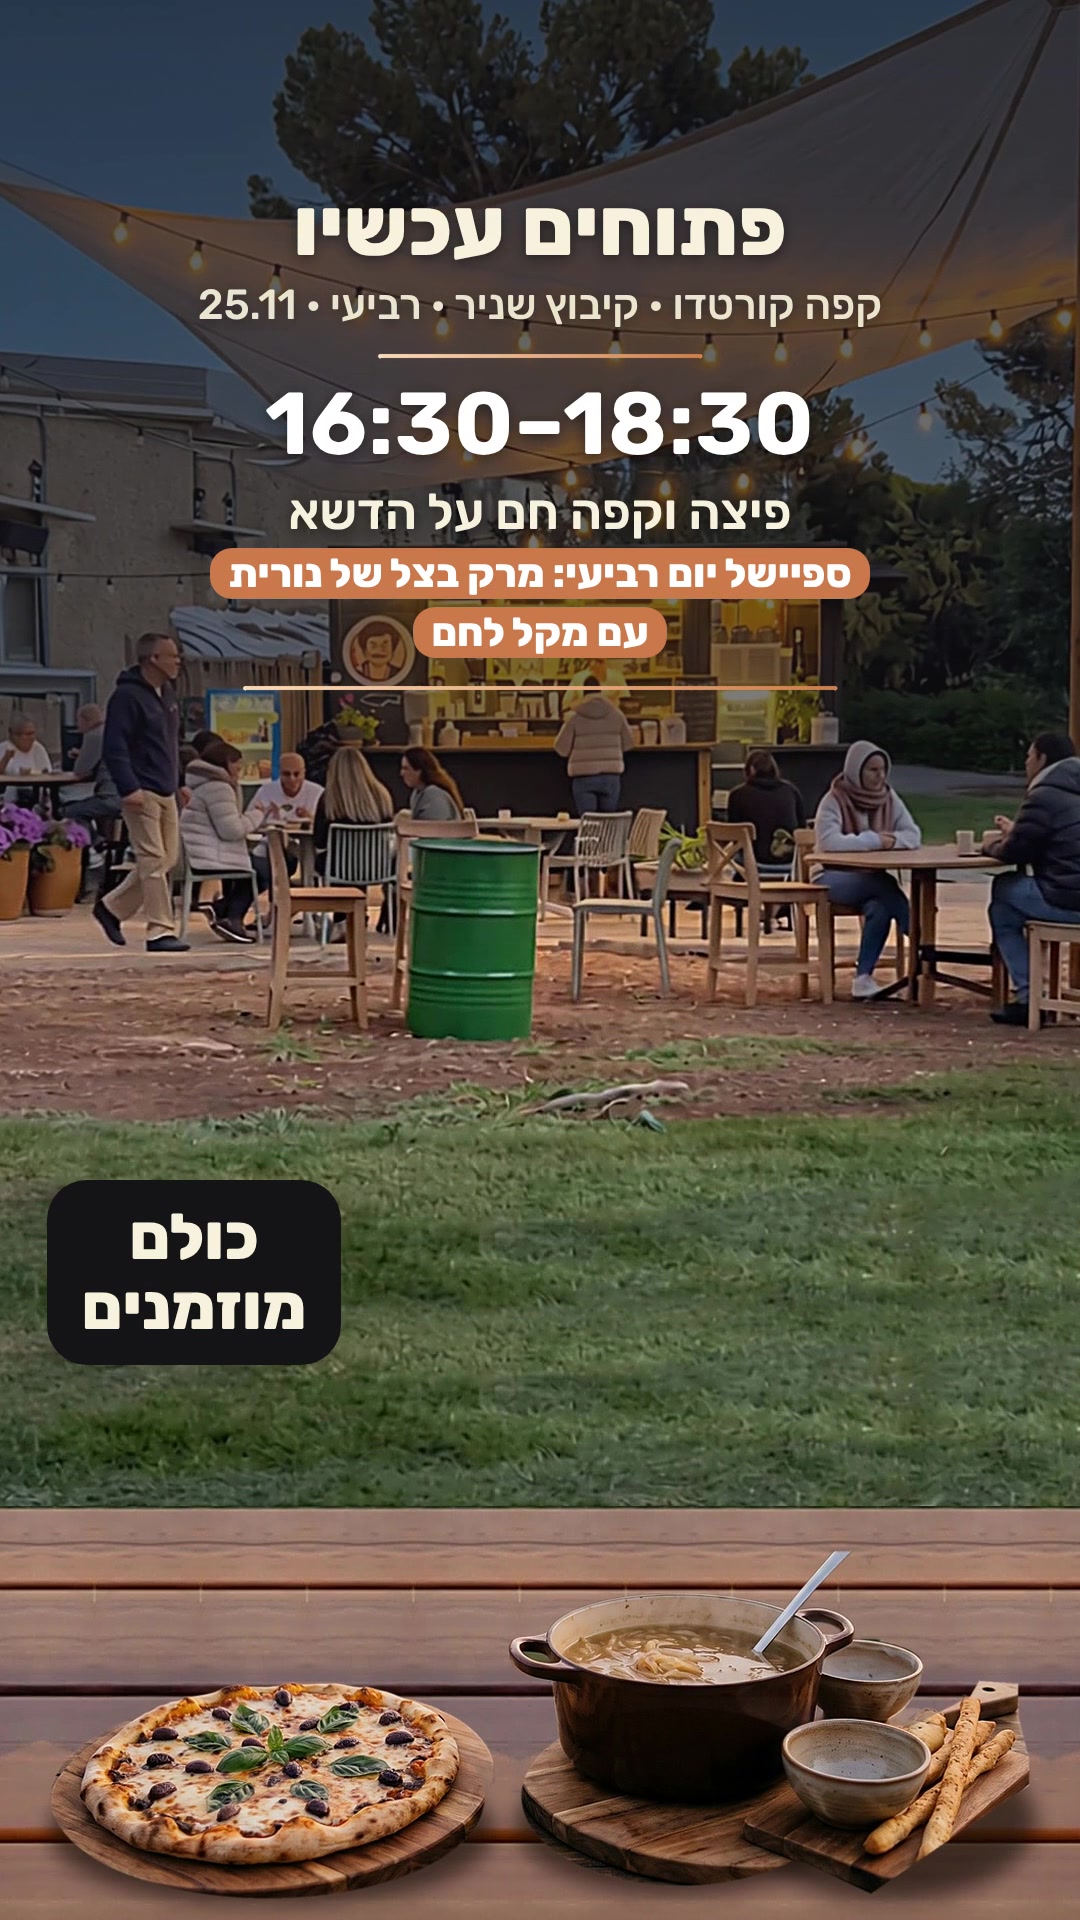 פתוחים עכשיו
קפה קורטדו • קיבוץ שניר • רביעי • 25.11
16:30–18:30
פיצה וקפה חם על הדשא
ספיישל יום רביעי: מרק בצל של נורית
עם מקל לחם
כולם
מוזמנים